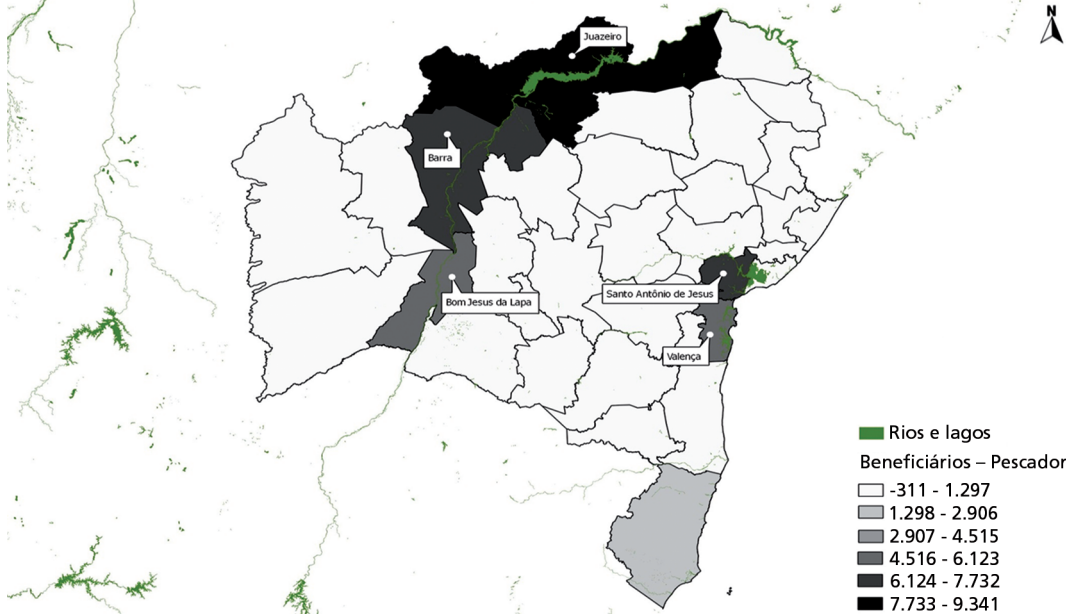 N
Juazeiro
Barra
Santo Antônio de Jesus
Bom Jesus da Lapa
Valença
Rios e lagos
Beneficiários – Pescador
-311 - 1.297
1.298 - 2.906
2.907 - 4.515
4.516 - 6.123
6.124 - 7.732
7.733 - 9.341